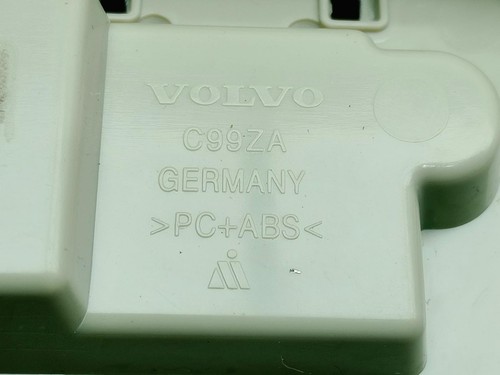 VOLVO
C99ZA
GERMANY
>PC+ABS<